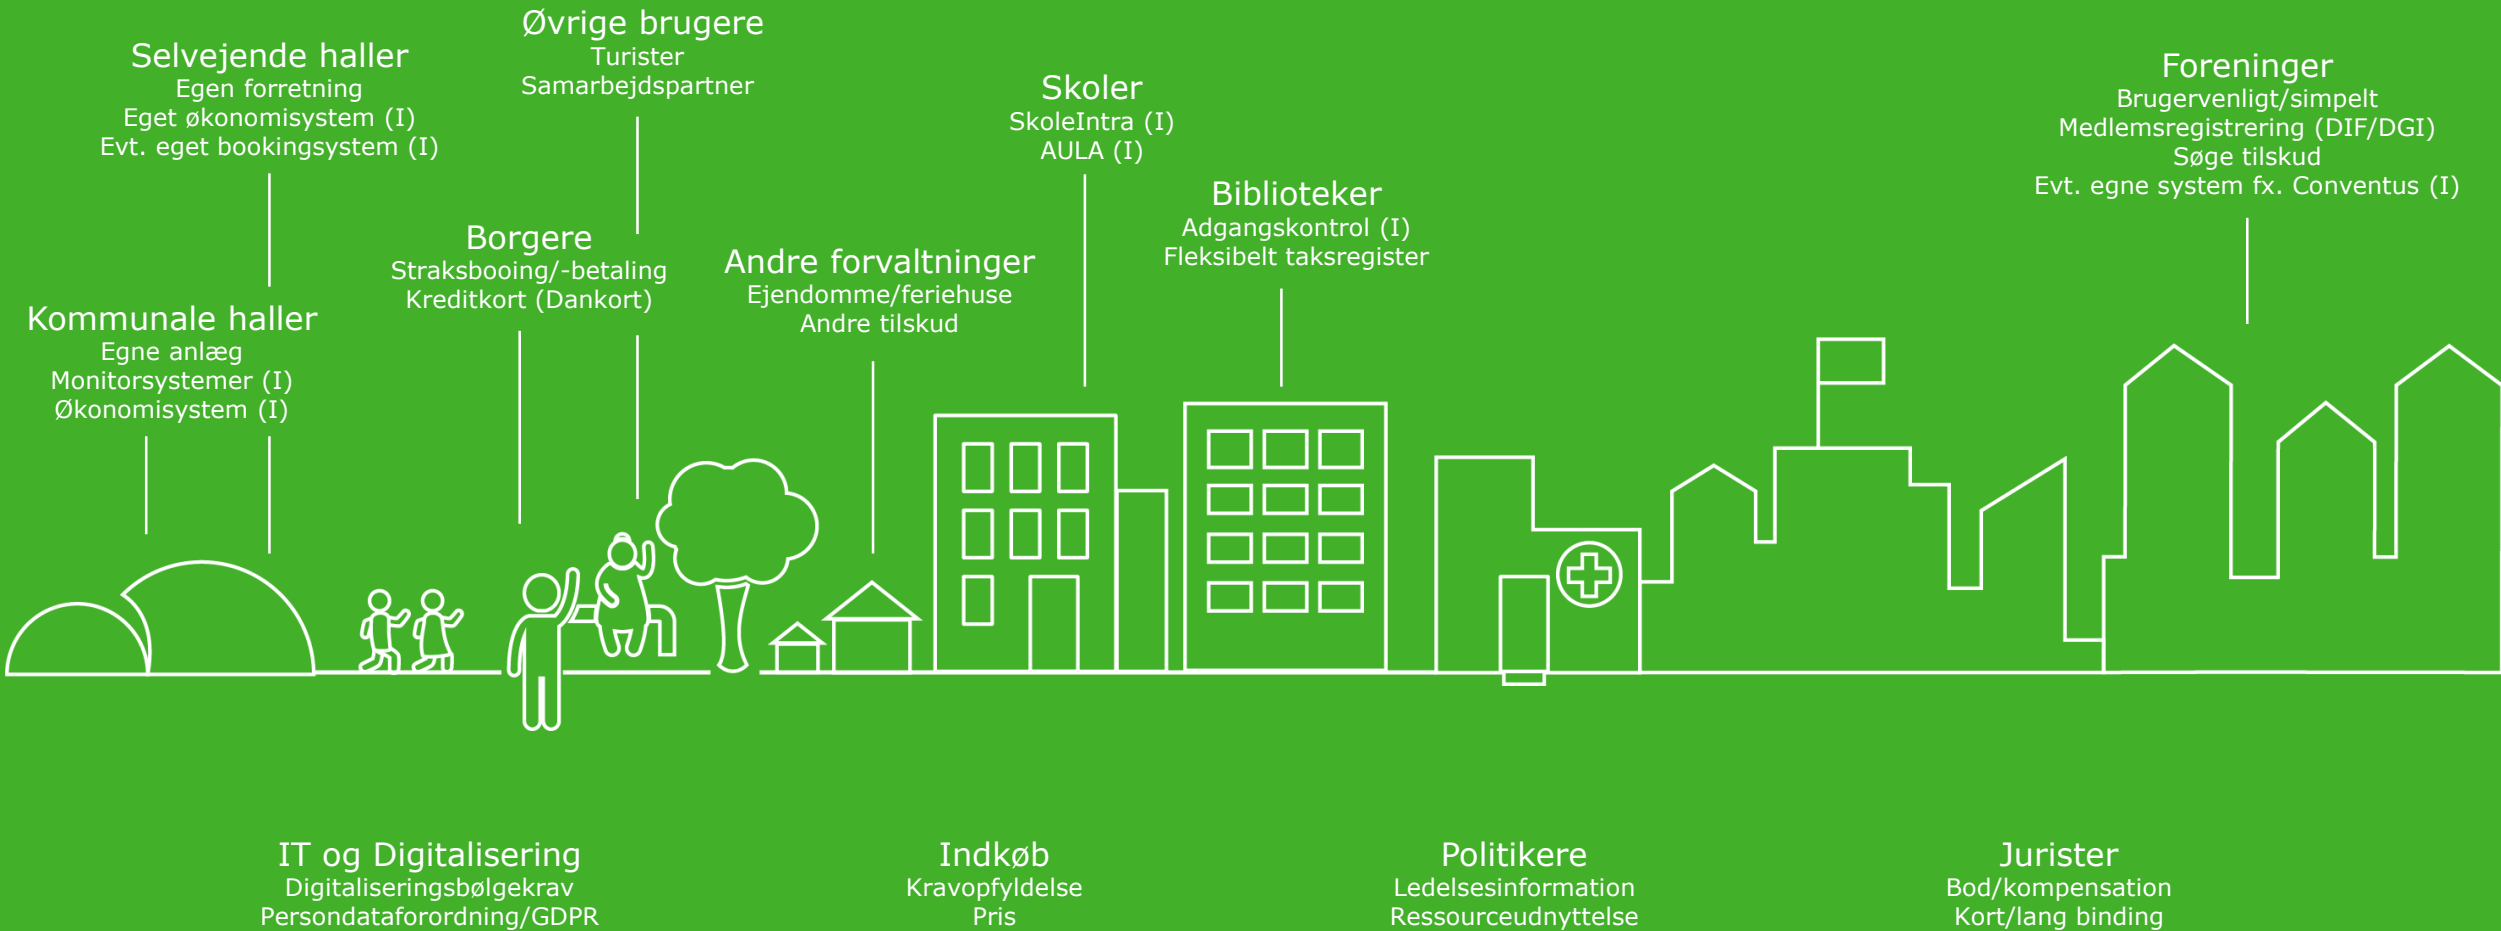 Øvrige brugere
Turister
Samarbejdspartner
Selvejende haller
Egen forretning
Eget økonomisystem (I)
Evt. eget bookingsystem (I)
Foreninger
Brugervenligt/simpelt
Medlemsregistrering (DIF/DGI)
Søge tilskud
Evt. egne system fx. Conventus (I)
Skoler
SkoleIntra (I)
AULA (I)
Biblioteker
Adgangskontrol (I)
Fleksibelt taksregister
Borgere
Straksbooing/-betaling
Kreditkort (Dankort)
Andre forvaltninger
Ejendomme/feriehuse
Andre tilskud
Kommunale haller
Egne anlæg
Monitorsystemer (I)
Økonomisystem (I)
IT og Digitalisering
Digitaliseringsbølgekrav
Persondataforordning/GDPR
Indkøb
Kravopfyldelse
Pris
Politikere
Ledelsesinformation
Ressourceudnyttelse
Jurister
Bod/kompensation
Kort/lang binding